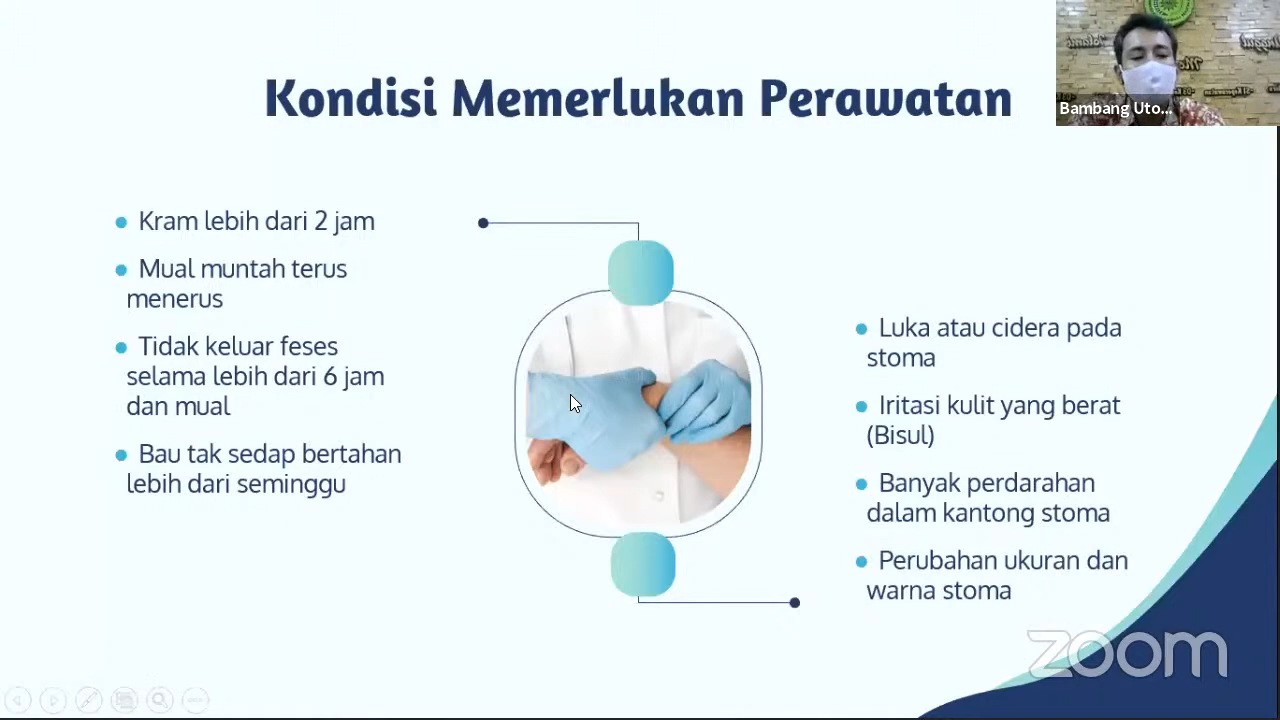 Kondisi Memerlukan Perawatan
Bambang Uto...
Kram lebih dari 2 jam
Mual muntah terus
menerus
Tidak keluar feses
selama lebih dari 6 jam
dan mual
Bau tak sedap bertahan
lebih dari seminggu
Luka atau cidera pada
stoma
Iritasi kulit yang berat
(Bisul)
Banyak perdarahan
dalam kantong stoma
Perubahan ukuran dan
warna stoma
zoom